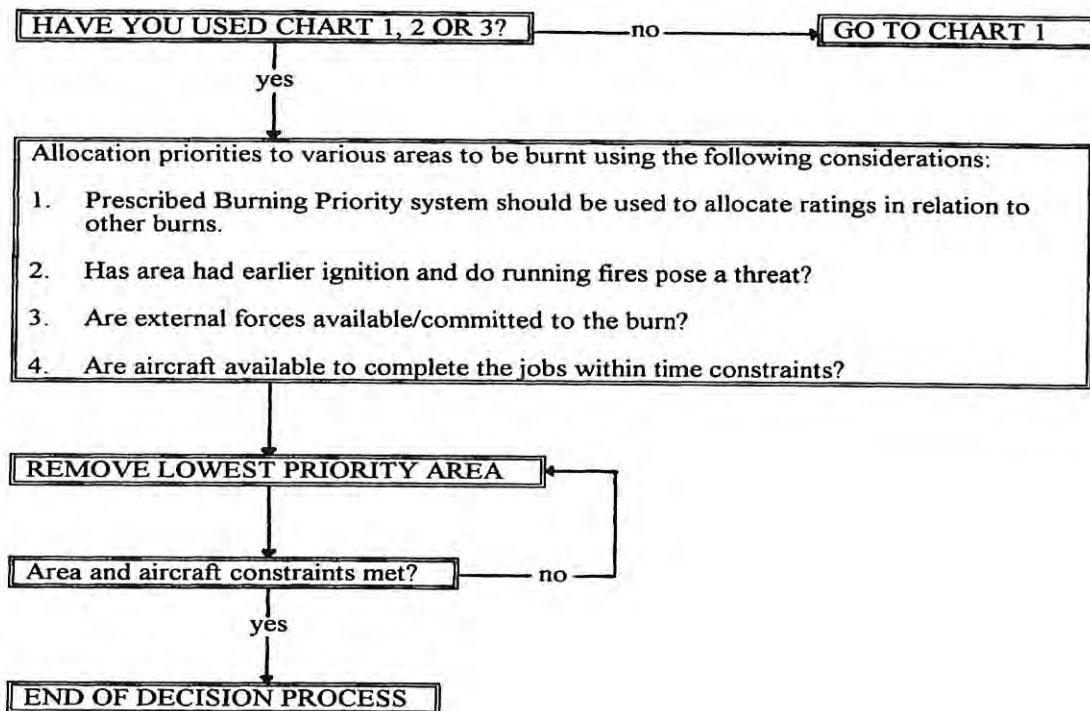 HAVE YOU USED CHART 1, 2 OR 3?
no
GO TO CHART 1
yes
Allocation priorities to various areas to be burnt using the following considerations:
1. Prescribed Burning Priority system should be used to allocate ratings in relation to
other burns.
2. Has area had earlier ignition and do running fires pose a threat?
3. Are external forces available/committed to the burn?
4. Are aircraft available to complete the jobs within time constraints?
REMOVE LOWEST PRIORITY AREA
Area and aircraft constraints met?
no
yes
END OF DECISION PROCESS